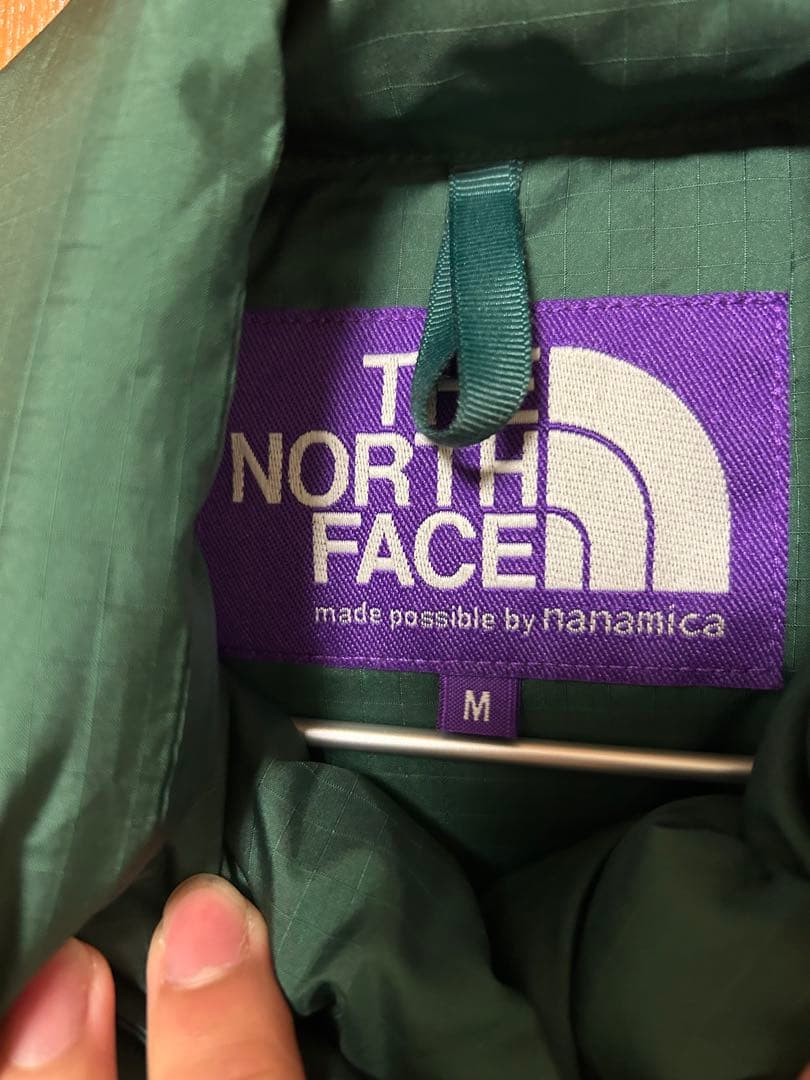 THE
NORTH
FACE
made possible by nanamica
M